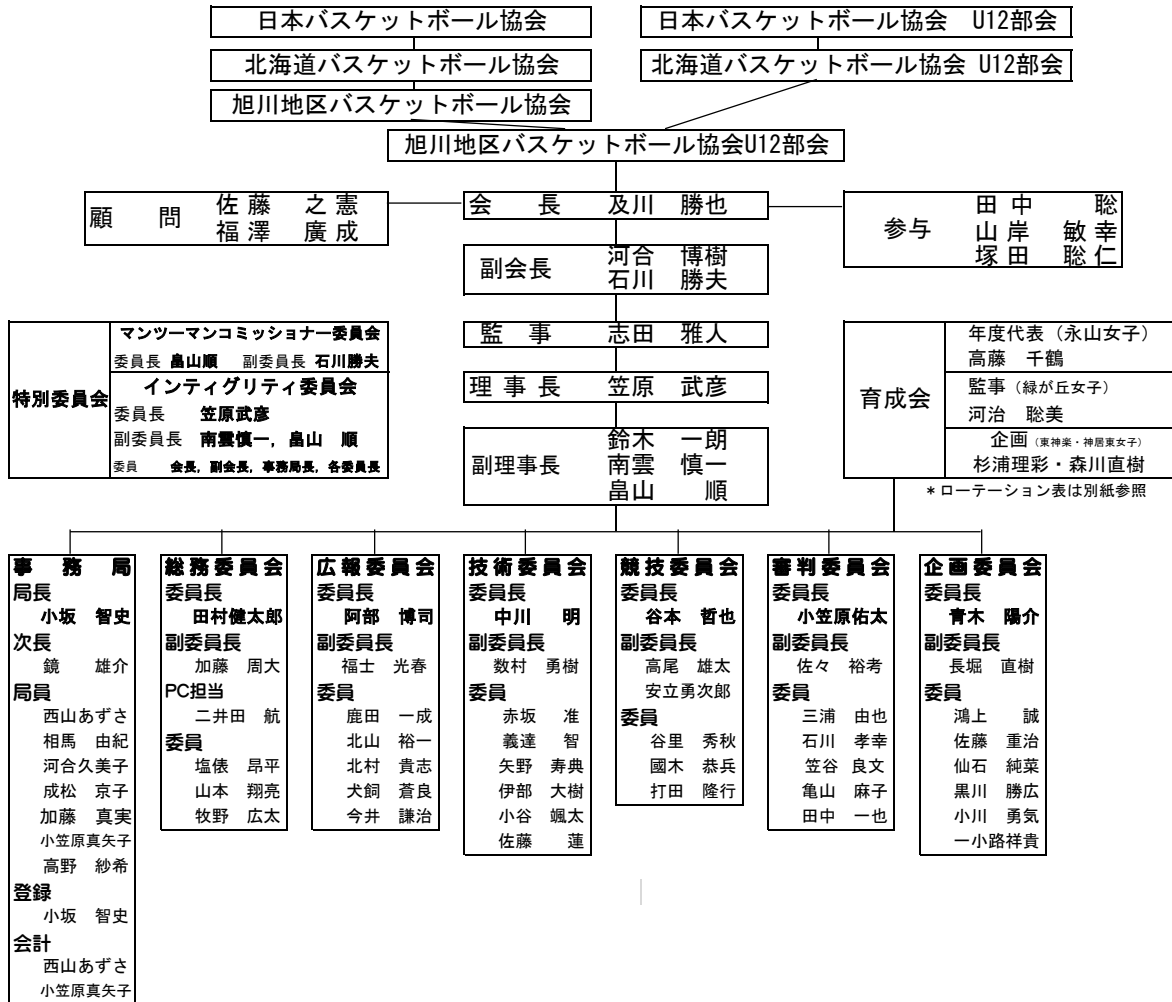 日本バスケットボール協会
日本バスケットボール協会 U12部会
北海道バスケットボール協会
北海道バスケットボール協会 U12部会
旭川地区バスケットボール協会
旭川地区バスケットボール協会U12部会
顧 問
佐藤 之憲
福澤 廣成
会 長 及川 勝也
参与
田中 聡
山岸 敏幸
塚田 聡仁
副会長
河合 博樹
石川 勝夫
監 事 志田 雅人
理事長 笠原 武彦
副理事長
鈴木 一朗
南雲 慎一
畠山 順
特別委員会
マンツーマンコミッショナー委員会
委員長 畠山順 副委員長 石川勝夫
インティグリティ委員会
委員長 笠原武彦
副委員長 南雲慎一，畠山 順
委員 会長，副会長，事務局長，各委員長
育成会
年度代表（永山女子）
高藤 千鶴
監事（緑が丘女子）
河治 聡美
企画（東神楽・神居東女子）
杉浦理彩・森川直樹
＊ローテーション表は別紙参照
事 務 局
局長
小坂 智史
次長
鏡 雄介
局員
西山あずさ
相馬 由紀
河合久美子
成松 京子
加藤 真実
小笠原真矢子
高野 紗希
登録
小坂 智史
会計
西山あずさ
小笠原真矢子
総務委員会
委員長
田村健太郎
副委員長
加藤 周大
PC担当
二井田 航
委員
塩俵 昂平
山本 翔亮
牧野 広太
広報委員会
委員長
阿部 博司
副委員長
福士 光春
委員
鹿田 一成
北山 裕一
北村 貴志
犬飼 蒼良
今井 謙治
技術委員会
委員長
中川 明
副委員長
数村 勇樹
委員
赤坂 准
義達 智
矢野 寿典
伊部 大樹
小谷 颯太
佐藤 蓮
競技委員会
委員長
谷本 哲也
副委員長
高尾 雄太
安立勇次郎
委員
谷里 秀秋
國木 恭兵
打田 隆行
審判委員会
委員長
小笠原佑太
副委員長
佐々 裕考
委員
三浦 由也
石川 孝幸
笠谷 良文
亀山 麻子
田中 一也
企画委員会
委員長
青木 陽介
副委員長
長堀 直樹
委員
鴻上 誠
佐藤 重治
仙石 純菜
黒川 勝広
小川 勇気
一小路祥貴